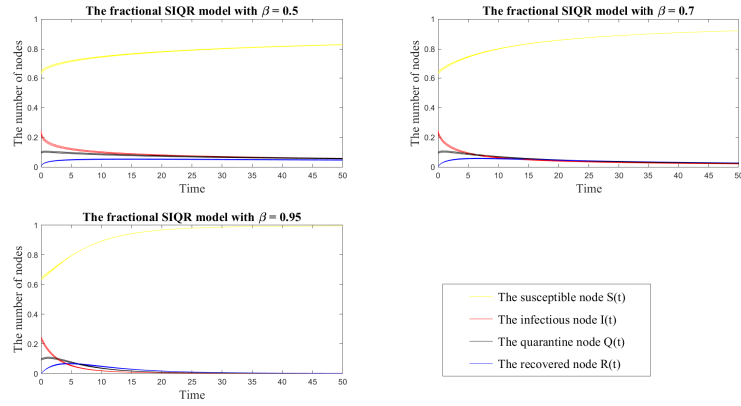 The fractional SIQR model with β = 0.5
The number of nodes
1
0.8
0.6
0.4
0.2
0
0 5 10 15 20 25 30 35 40 45 50
Time
The fractional SIQR model with β = 0.7
The number of nodes
1
0.8
0.6
0.4
0.2
0
0 5 10 15 20 25 30 35 40 45 50
Time
The fractional SIQR model with β = 0.95
The number of nodes
1
0.8
0.6
0.4
0.2
0
0 5 10 15 20 25 30 35 40 45 50
Time
The susceptible node S(t)
The infectious node I(t)
The quarantine node Q(t)
The recovered node R(t)